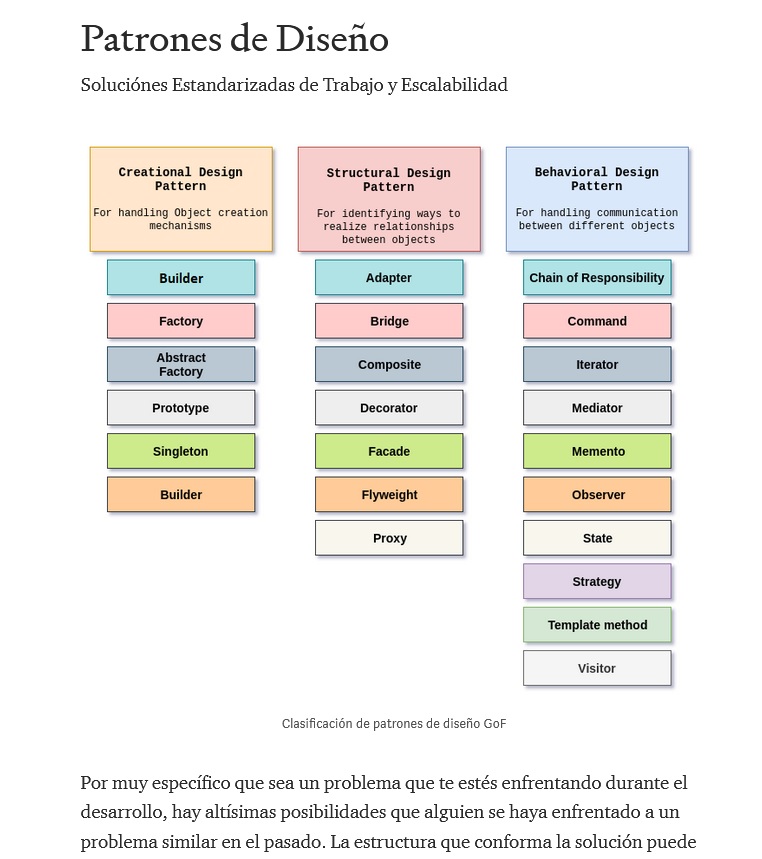 Patrones de Diseño
Soluciónes Estandarizadas de Trabajo y Escalabilidad
Creational Design
Pattern
For handling Object creation
mechanisms
Builder
Factory
Abstract
Factory
Prototype
Singleton
Builder
Structural Design
Pattern
For identifying ways to
realize relationships
between objects
Adapter
Bridge
Composite
Decorator
Facade
Flyweight
Proxy
Behavioral Design
Pattern
For handling communication
between different objects
Chain of Responsibility
Command
Iterator
Mediator
Memento
Observer
State
Strategy
Template method
Visitor
Clasificación de patrones de diseño GoF
Por muy específico que sea un problema que te estés enfrentando durante el
desarrollo, hay altísimas posibilidades que alguien se haya enfrentado a un
problema similar en el pasado. La estructura que conforma la solución puede